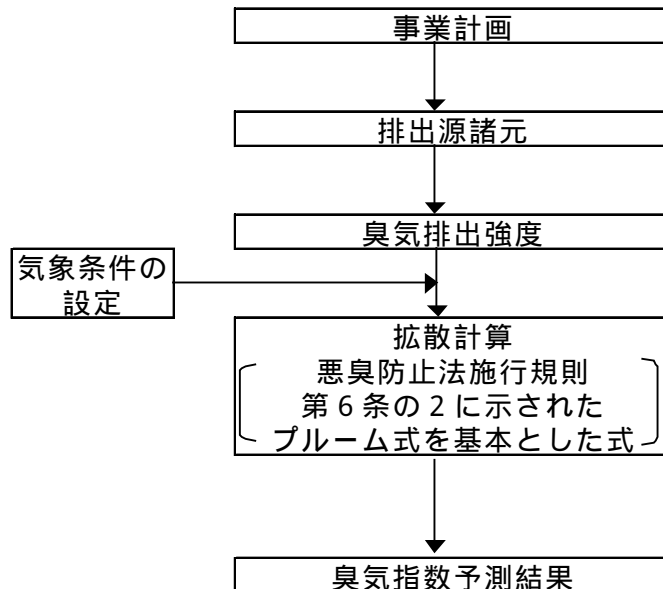 事業計画
排出源諸元
臭気排出強度
気象条件の
設定
拡散計算
悪臭防止法施行規則
第6条の2に示された
プルーム式を基本とした式
臭気指数予測結果